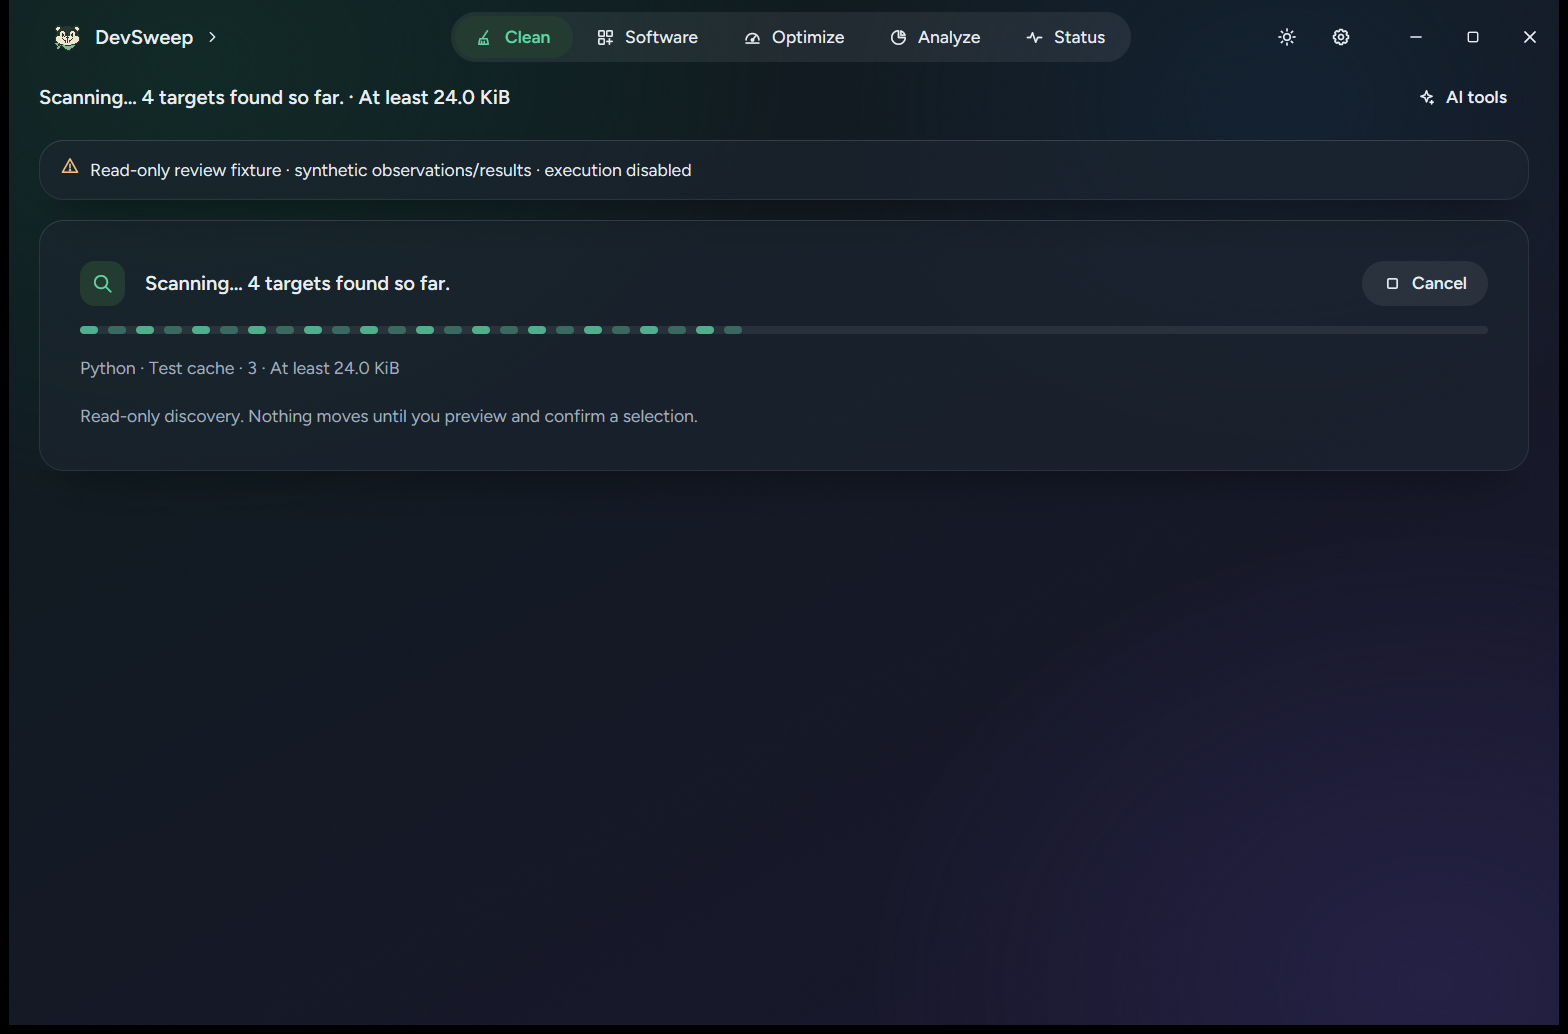 DevSweep
Clean
Software
Optimize
Analyze
Status
Scanning... 4 targets found so far. · At least 24.0 KiB
AI tools
Read-only review fixture · synthetic observations/results · execution disabled
Scanning... 4 targets found so far.
Cancel
Python · Test cache · 3 · At least 24.0 KiB
Read-only discovery. Nothing moves until you preview and confirm a selection.